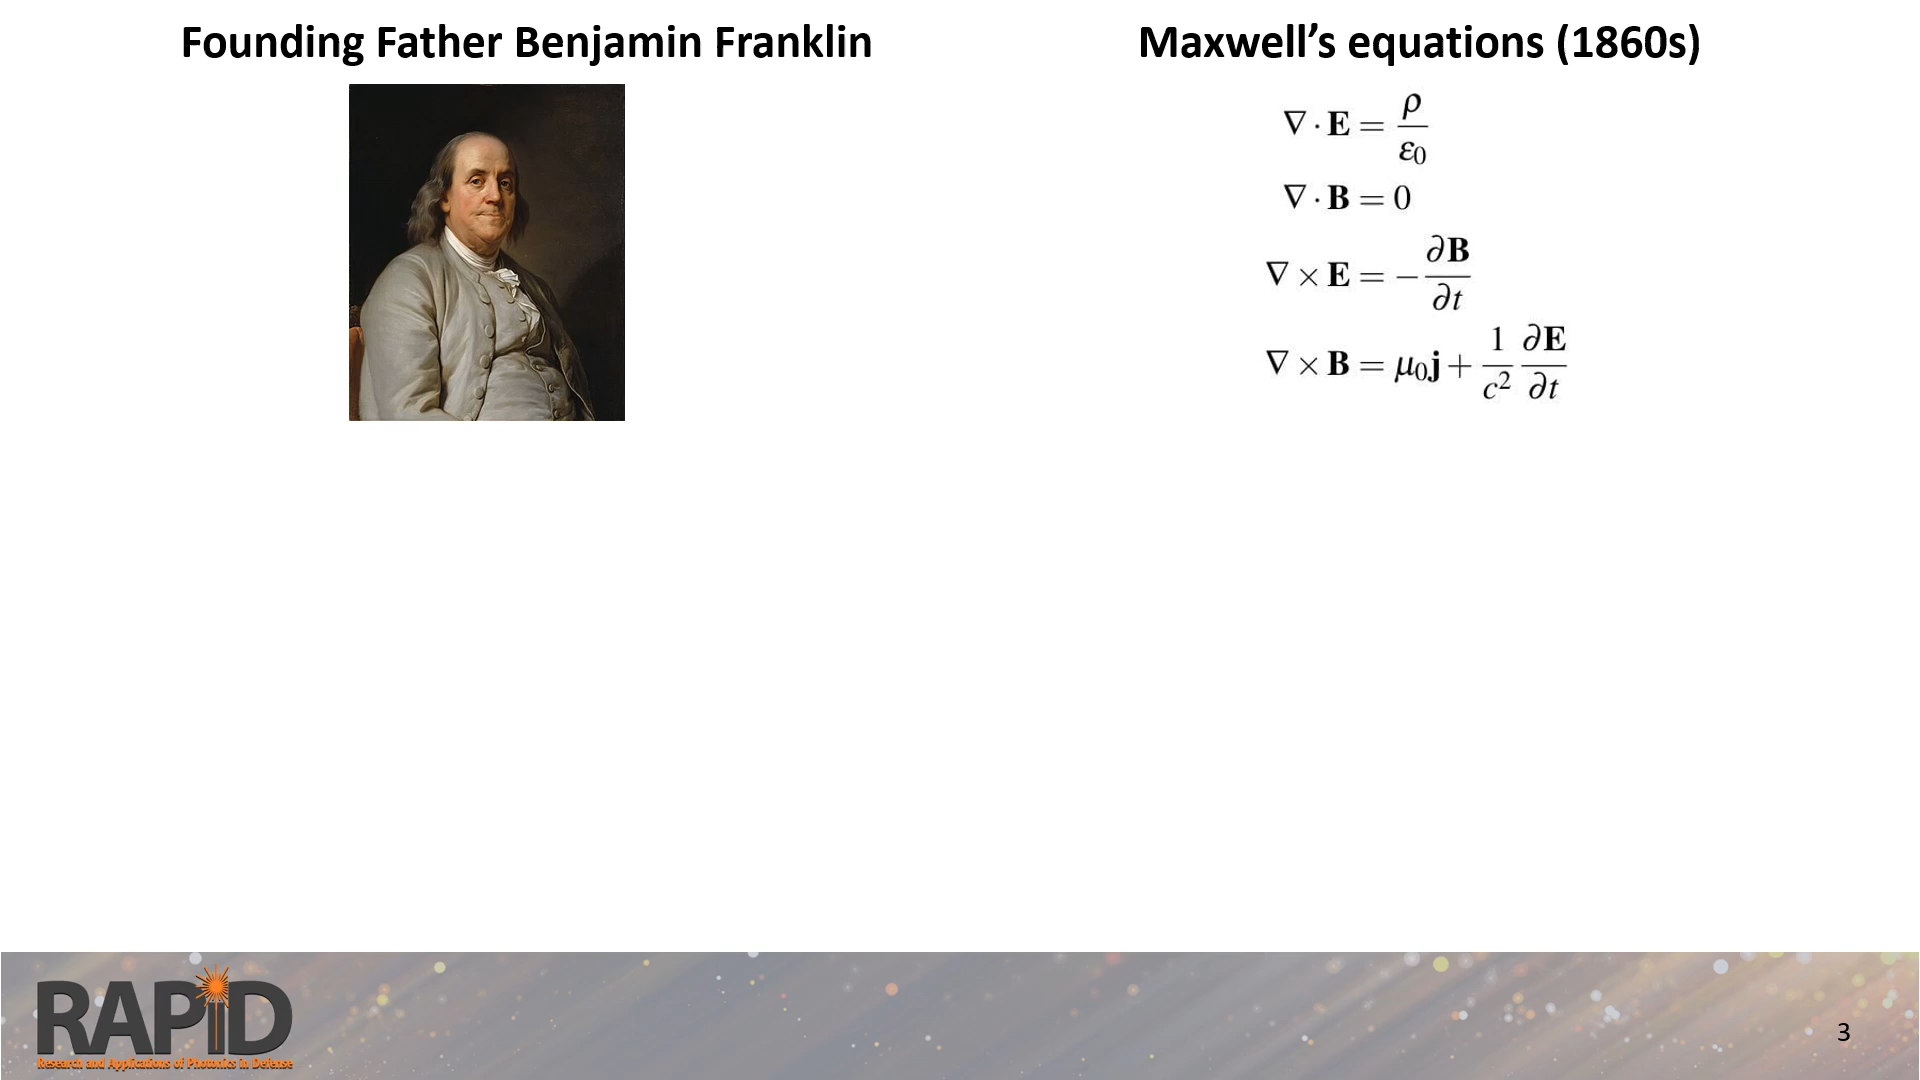 Founding Father Benjamin Franklin
Maxwell’s equations (1860s)
∇ · E = ρ/ε₀
∇ · B = 0
∇ × E = −∂B/∂t
∇ × B = μ₀j + 1/c² ∂E/∂t
RAPID
Research and Applications of Photonics in Defense
3